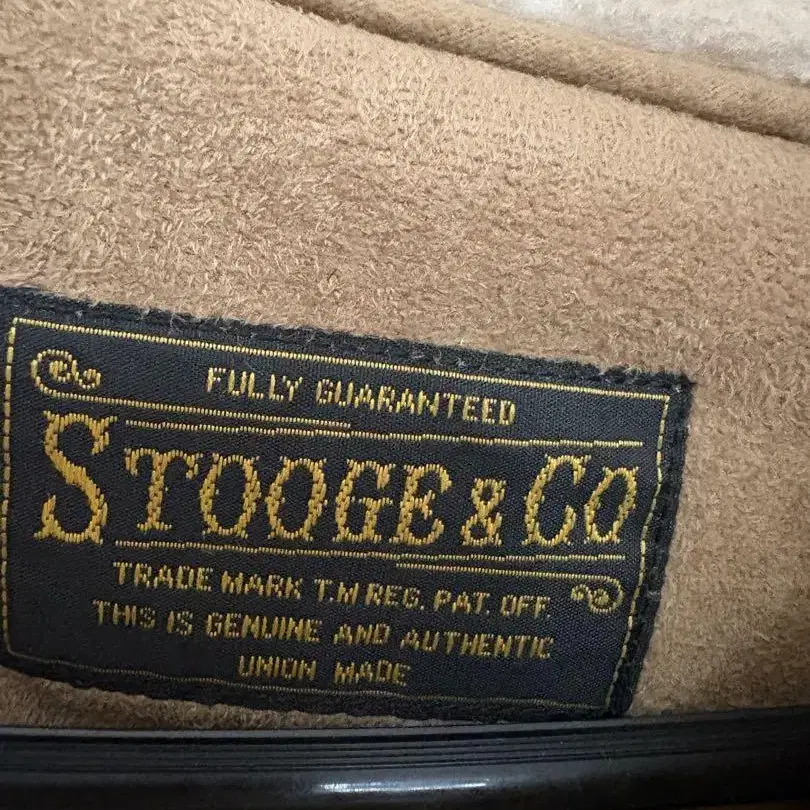 FULLY GUARANTEED
STOOGE & CO
TRADE MARK T.M REG. PAT. OFF.
THIS IS GENUINE AND AUTHENTIC
UNION MADE